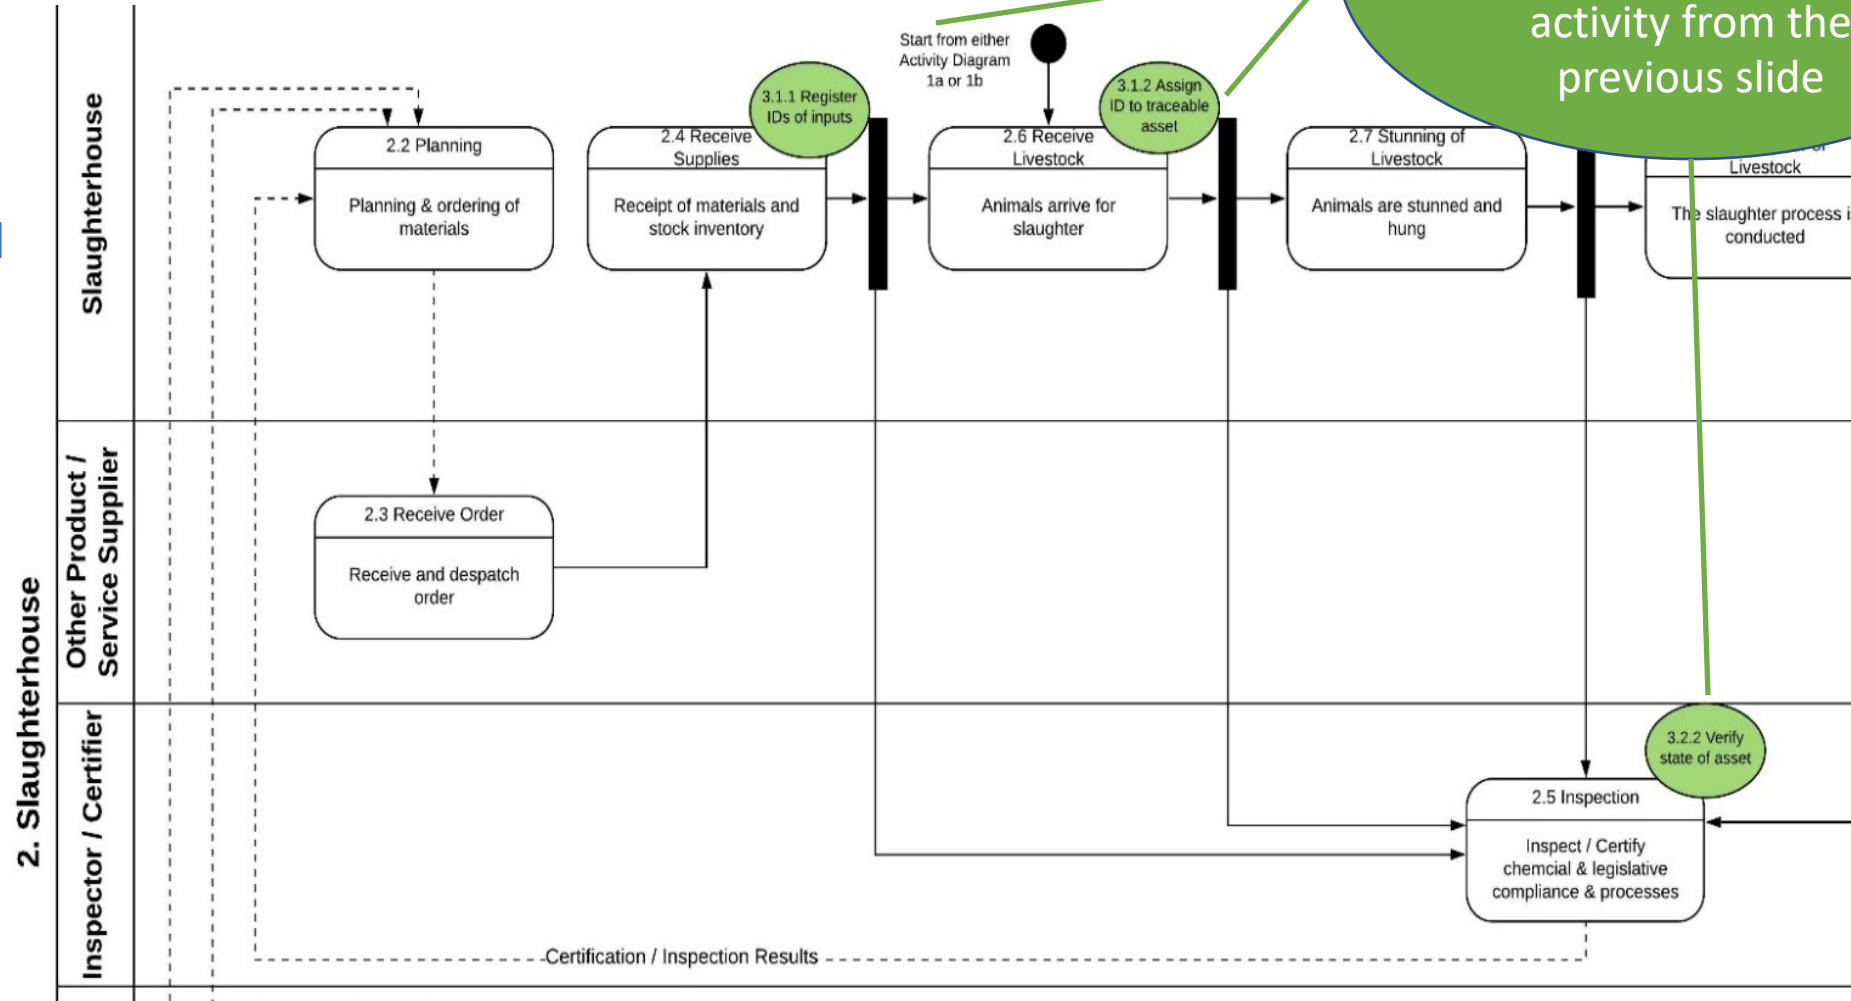 activity from the
previous slide
Start from either
Activity Diagram
1a or 1b
2. Slaughterhouse
Slaughterhouse
3.1.1 Register
IDs of inputs
3.1.2 Assign
ID to traceable
asset
2.2 Planning
Planning & ordering of
materials
2.4 Receive
Supplies
Receipt of materials and
stock inventory
2.6 Receive
Livestock
Animals arrive for
slaughter
2.7 Stunning of
Livestock
Animals are stunned and
hung
Livestock
The slaughter process
conducted
Other Product /
Service Supplier
2.3 Receive Order
Receive and despatch
order
Inspector / Certifier
3.2.2 Verify
state of asset
2.5 Inspection
Inspect / Certify
chemcial & legislative
compliance & processes
Certification / Inspection Results